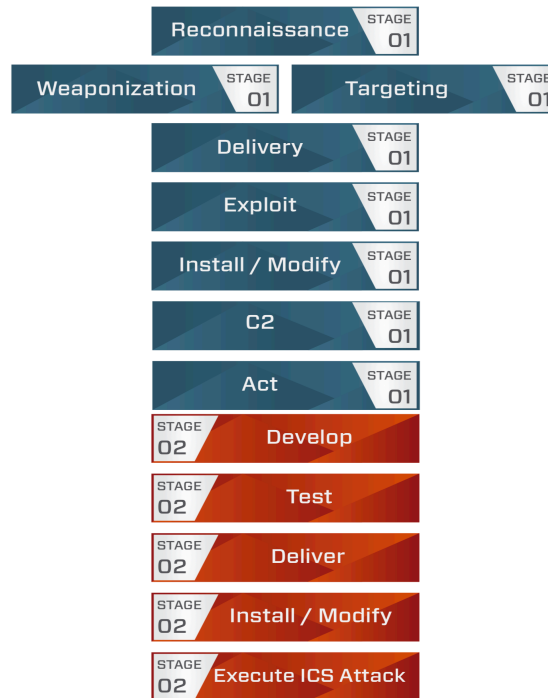 Reconnaissance STAGE 01
Weaponization STAGE 01 Targeting STAGE 01
Delivery STAGE 01
Exploit STAGE 01
Install / Modify STAGE 01
C2 STAGE 01
Act STAGE 01
STAGE 02 Develop
STAGE 02 Test
STAGE 02 Deliver
STAGE 02 Install / Modify
STAGE 02 Execute ICS Attack